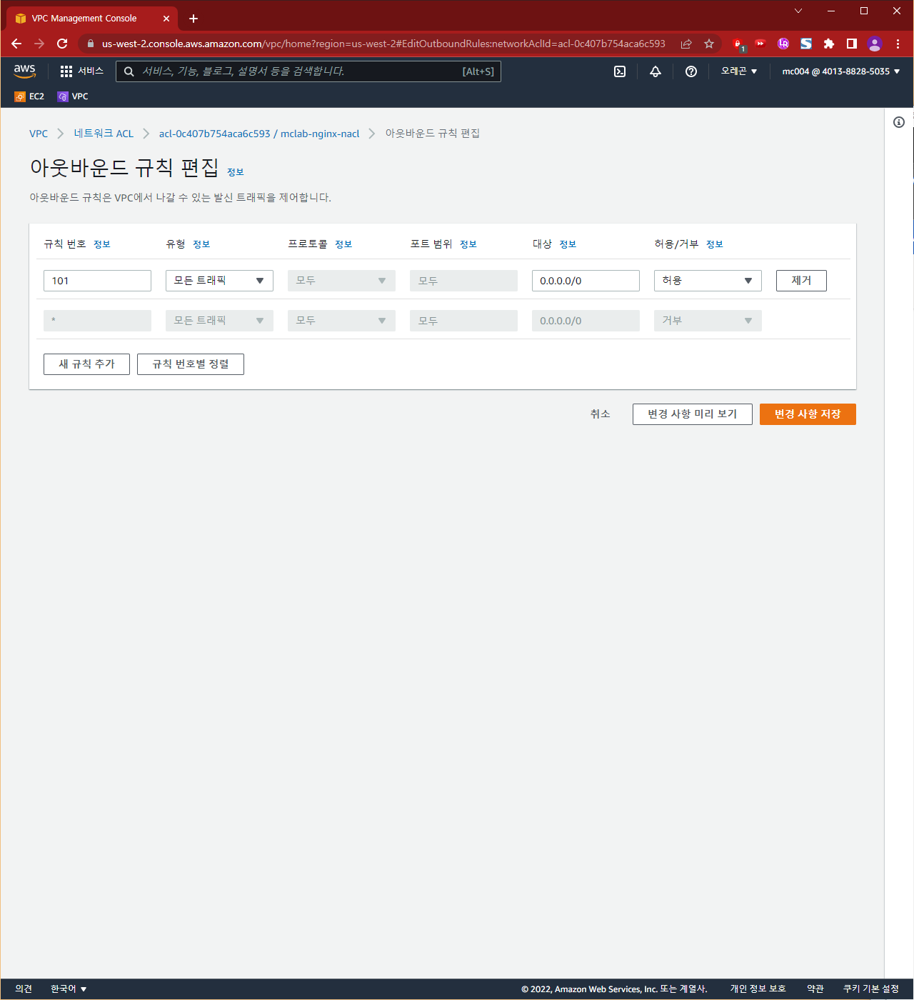 VPC Management Console
us-west-2.console.aws.amazon.com/vpc/home?region=us-west-2#EditOutboundRules:networkAclId=acl-0c407b754aca6c593
1
LR
S
aws
서비스
서비스, 기능, 블로그, 설명서 등을 검색합니다.
[Alt+S]
오레곤
mc004 @ 4013-8828-5035
EC2
VPC
VPC
네트워크 ACL
acl-0c407b754aca6c593 / mclab-nginx-nacl
아웃바운드 규칙 편집
아웃바운드 규칙 편집 정보
아웃바운드 규칙은 VPC에서 나갈 수 있는 발신 트래픽을 제어합니다.
규칙 번호 정보
유형 정보
프로토콜 정보
포트 범위 정보
대상 정보
허용/거부 정보
101
모든 트래픽
모두
모두
0.0.0.0/0
허용
제거
*
모든 트래픽
모두
모두
0.0.0.0/0
거부
새 규칙 추가
규칙 번호별 정렬
취소
변경 사항 미리 보기
변경 사항 저장
의견
한국어
© 2022, Amazon Web Services, Inc. 또는 계열사.
개인 정보 보호
약관
쿠키 기본 설정